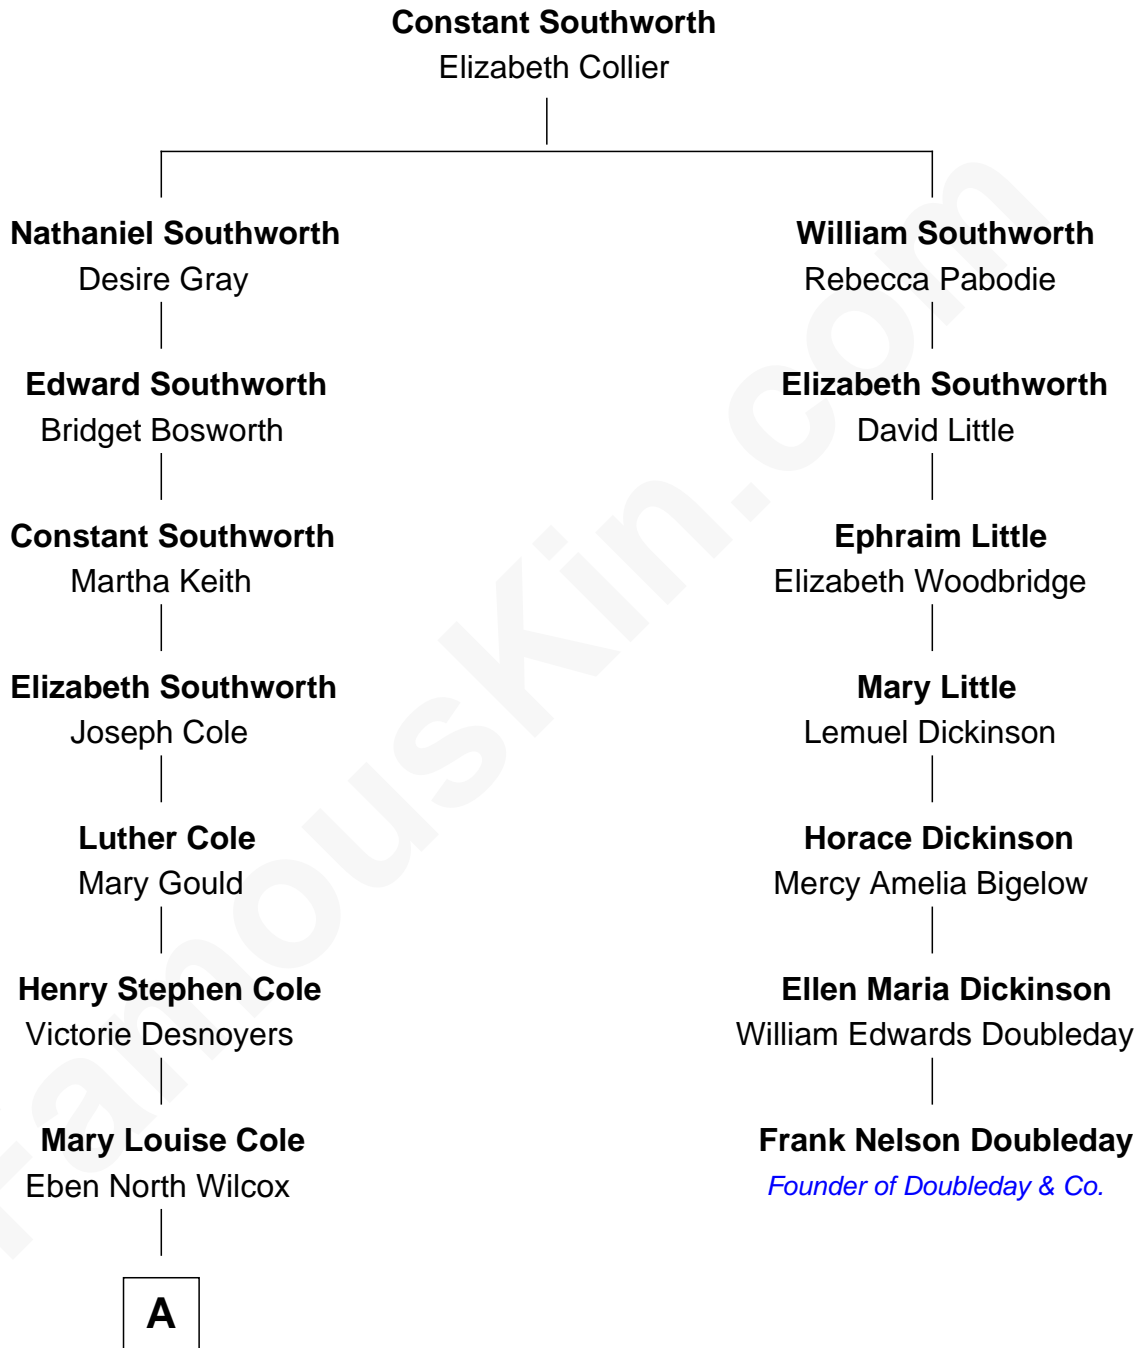 Constant Southworth
Elizabeth Collier
Nathaniel Southworth
Desire Gray
Edward Southworth
Bridget Bosworth
Constant Southworth
Martha Keith
Elizabeth Southworth
Joseph Cole
Luther Cole
Mary Gould
Henry Stephen Cole
Victorie Desnoyers
Mary Louise Cole
Eben North Wilcox
A
William Southworth
Rebecca Pabodie
Elizabeth Southworth
David Little
Ephraim Little
Elizabeth Woodbridge
Mary Little
Lemuel Dickinson
Horace Dickinson
Mercy Amelia Bigelow
Ellen Maria Dickinson
William Edwards Doubleday
Frank Nelson Doubleday
Founder of Doubleday & Co.
FamousKin.com